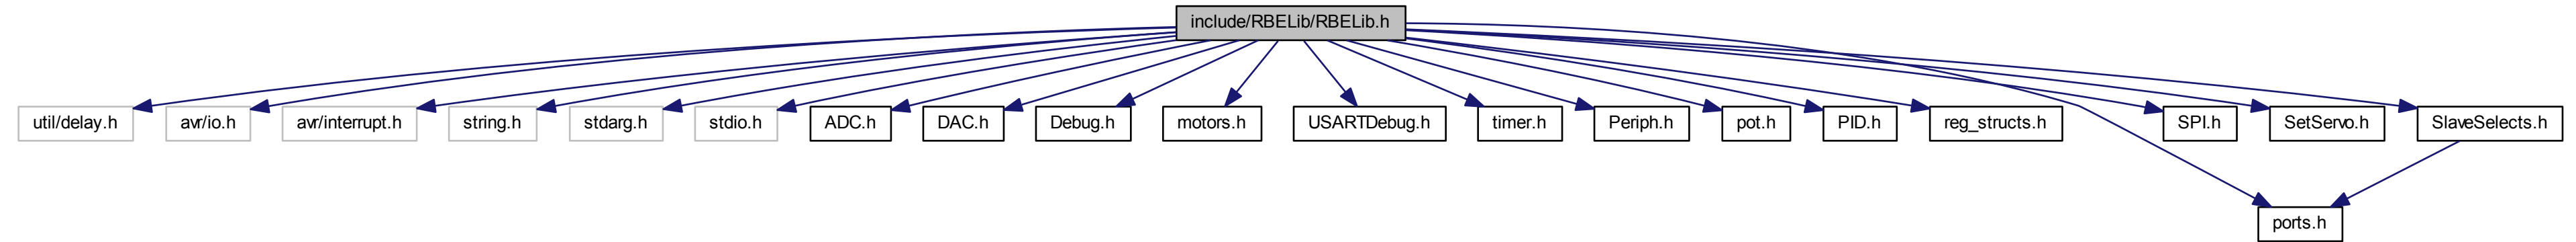 include/RBELib/RBELib.h
util/delay.h
avr/io.h
avr/interrupt.h
string.h
stdarg.h
stdio.h
ADC.h
DAC.h
Debug.h
motors.h
USARTDebug.h
timer.h
Periph.h
pot.h
PID.h
reg_structs.h
SPI.h
SetServo.h
SlaveSelects.h
ports.h